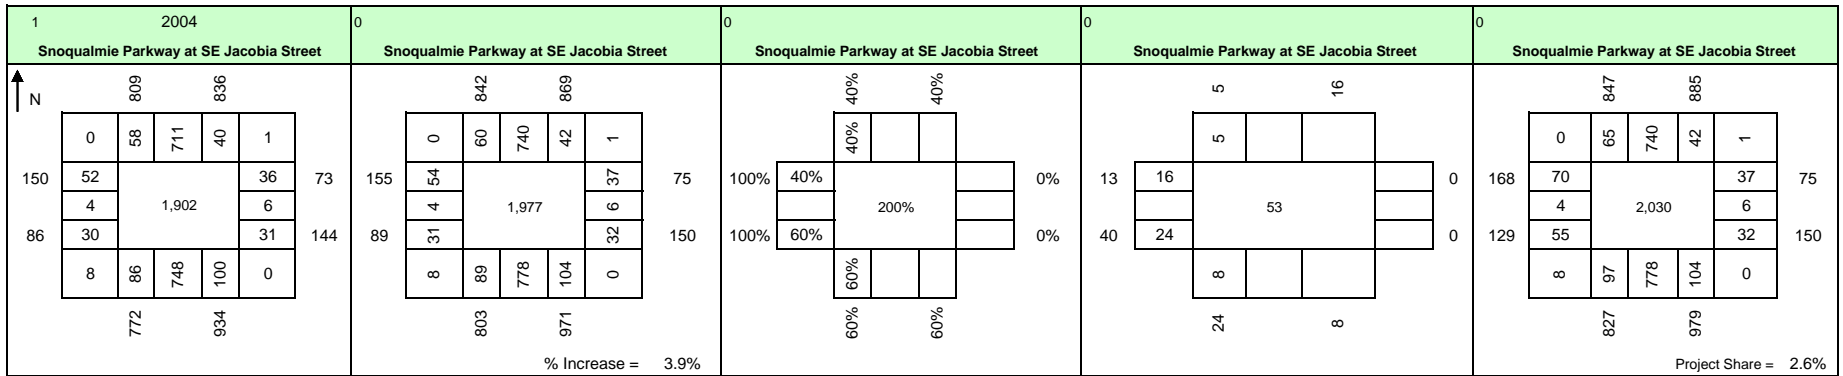 1 2004
Snoqualmie Parkway at SE Jacobia Street
N
809 836
0 58 711 40 1
150 52 36 73
4 1,902 6
86 30 31 144
8 86 748 100 0
772 934
0
Snoqualmie Parkway at SE Jacobia Street
842 869
0 60 740 42 1
155 54 37 75
4 1,977 6
89 31 32 150
8 89 778 104 0
803 971
% Increase = 3.9%
0
Snoqualmie Parkway at SE Jacobia Street
40% 40%
40%
100% 40% 0%
200%
100% 60% 0%
60%
60% 60%
0
Snoqualmie Parkway at SE Jacobia Street
5 16
5
13 16 0
53
40 24 0
8
24 8
0
Snoqualmie Parkway at SE Jacobia Street
847 885
0 65 740 42 1
168 70 37 75
4 2,030 6
129 55 32 150
8 97 778 104 0
827 979
Project Share = 2.6%